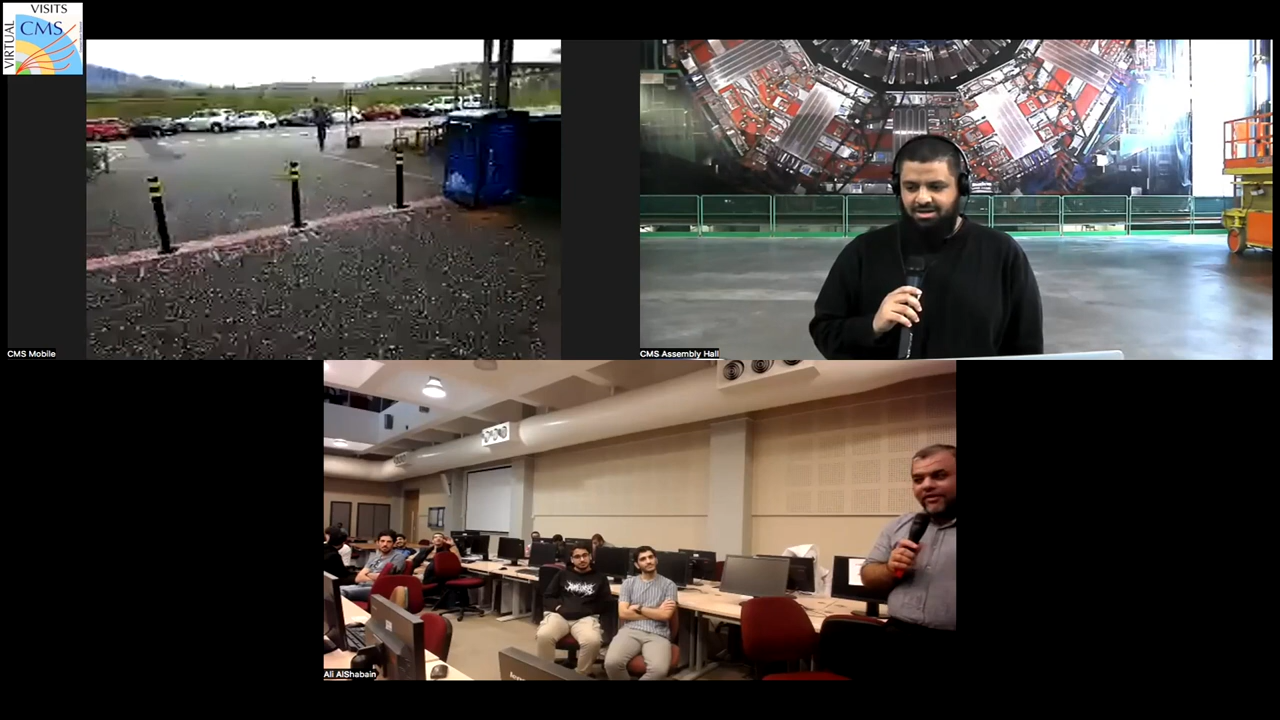 VISITS
CMS
VIRTUAL
CMS Mobile
CMS Assembly Hall
Ali AlShabain